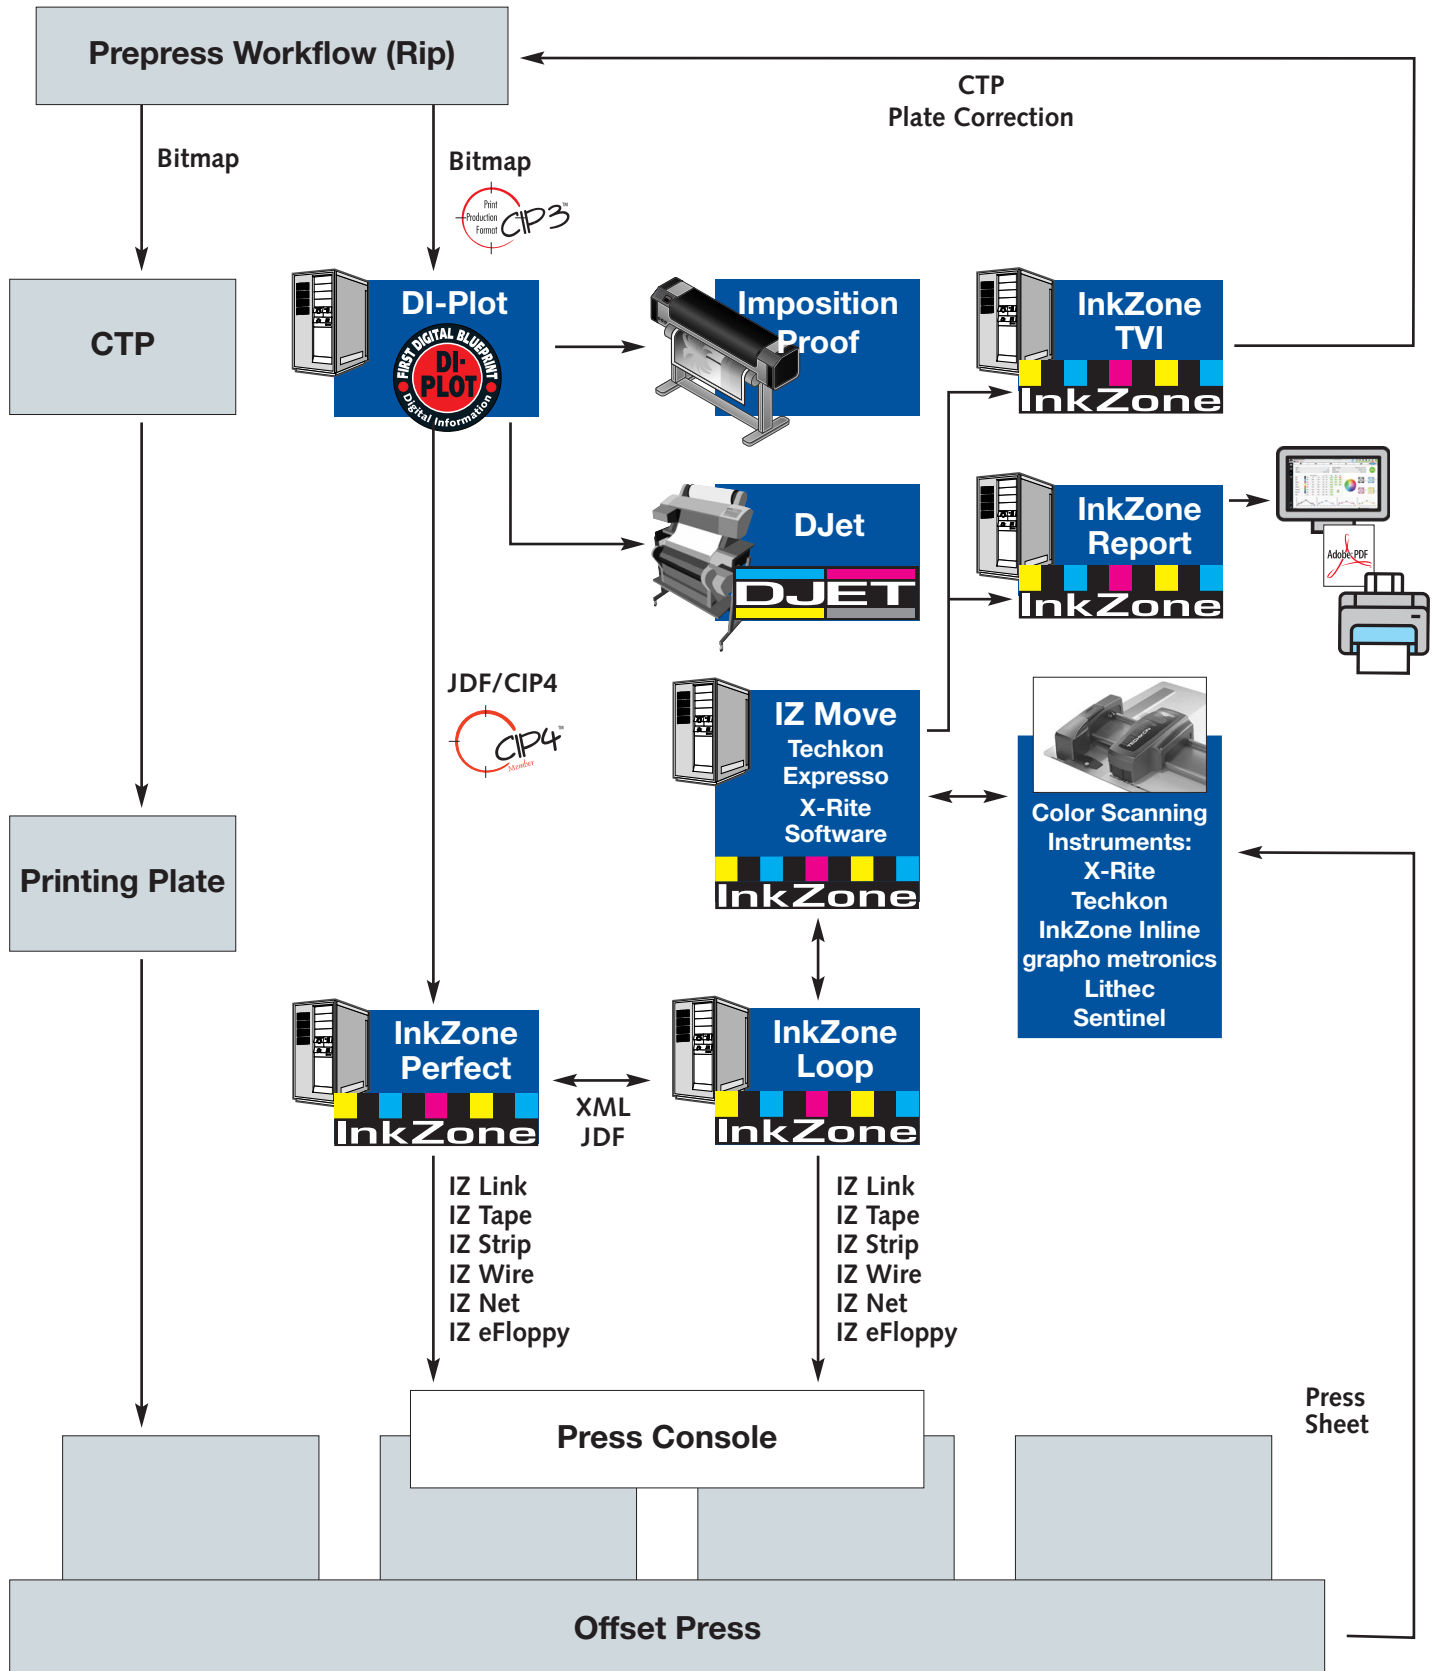 Prepress Workflow (Rip)
CTP
Plate Correction
Bitmap
Bitmap
Print
Production
Format
CIP3™
CTP
DI-Plot
FIRST DIGITAL BLUEPRINT
DI-
PLOT
Digital Information
Imposition
Proof
InkZone
TVI
InkZone
DJet
DJET
InkZone
Report
InkZone
Adobe PDF
JDF/CIP4
CIP4™
Member
IZ Move
Techkon
Expresso
X-Rite
Software
InkZone
TECHKON
Color Scanning
Instruments:
X-Rite
Techkon
InkZone Inline
grapho metronics
Lithec
Sentinel
Printing Plate
InkZone
Perfect
InkZone
XML
JDF
InkZone
Loop
InkZone
IZ Link
IZ Tape
IZ Strip
IZ Wire
IZ Net
IZ eFloppy
IZ Link
IZ Tape
IZ Strip
IZ Wire
IZ Net
IZ eFloppy
Press Console
Press
Sheet
Offset Press